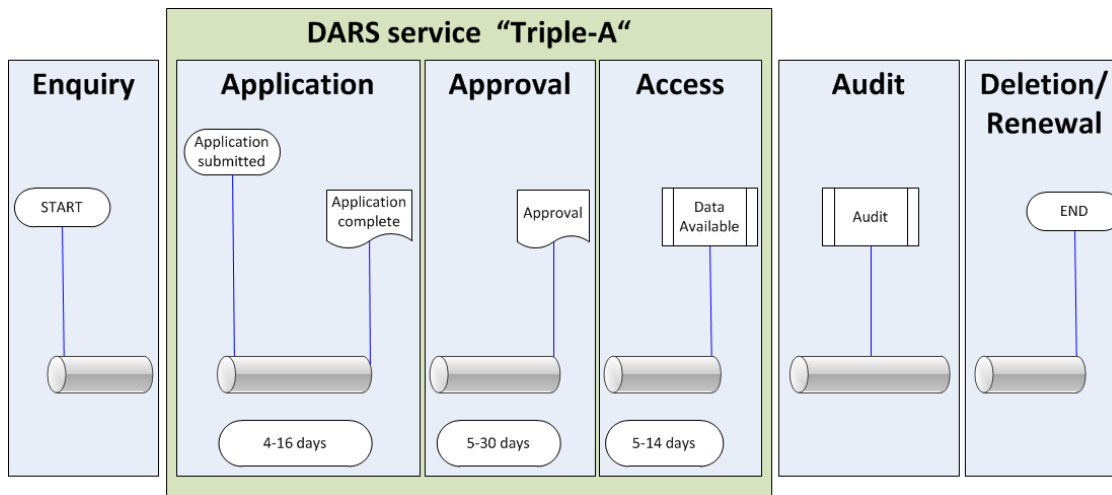 DARS service “Triple-A“
Enquiry
START
Application
Application
submitted
Application
complete
4-16 days
Approval
Approval
5-30 days
Access
Data
Available
5-14 days
Audit
Audit
Deletion/
Renewal
END